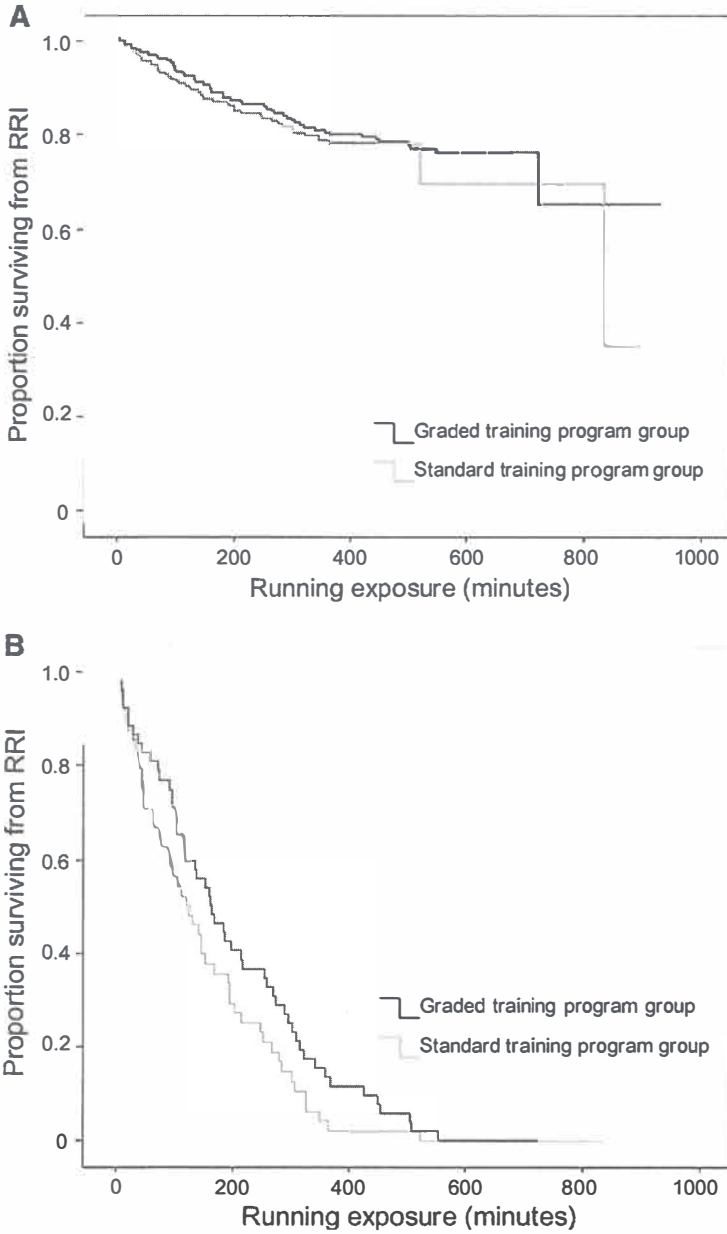 A
Proportion surviving from RRI
1.0
0.8
0.6
0.4
0.2
0
Graded training program group
Standard training program group
0 200 400 600 800 1000
Running exposure (minutes)
B
Proportion surviving from RRI
1.0
0.8
0.6
0.4
0.2
0
Graded training program group
Standard training program group
0 200 400 600 800 1000
Running exposure (minutes)